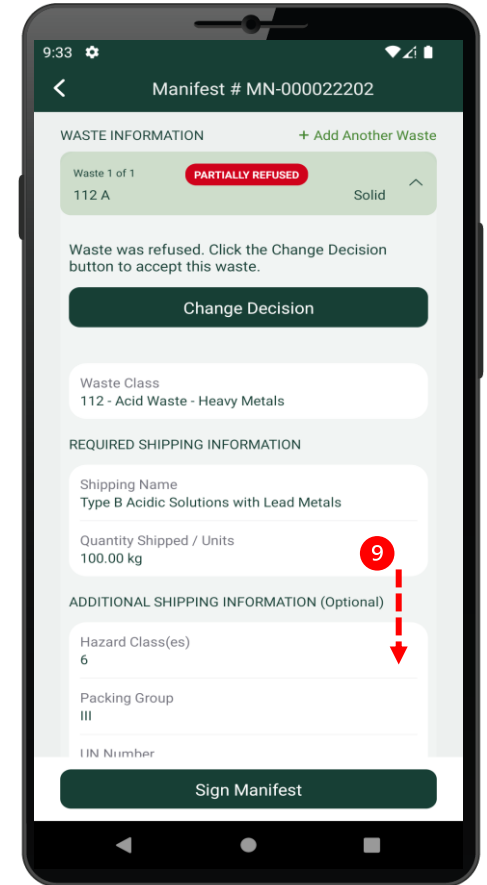 9:33
Manifest # MN-000022202
WASTE INFORMATION + Add Another Waste
Waste 1 of 1 PARTIALLY REFUSED
112 A Solid
Waste was refused. Click the Change Decision
button to accept this waste.
Change Decision
Waste Class
112 - Acid Waste - Heavy Metals
REQUIRED SHIPPING INFORMATION
Shipping Name
Type B Acidic Solutions with Lead Metals
Quantity Shipped / Units
100.00 kg
9
ADDITIONAL SHIPPING INFORMATION (Optional)
Hazard Class(es)
6
Packing Group
III
UN Number
Sign Manifest